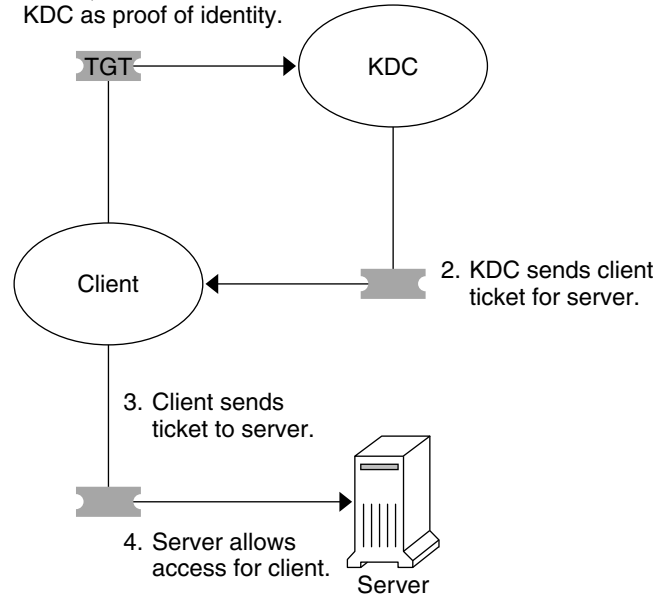 KDC as proof of identity.
TGT
KDC
Client
2. KDC sends client
ticket for server.
3. Client sends
ticket to server.
4. Server allows
access for client.
Server